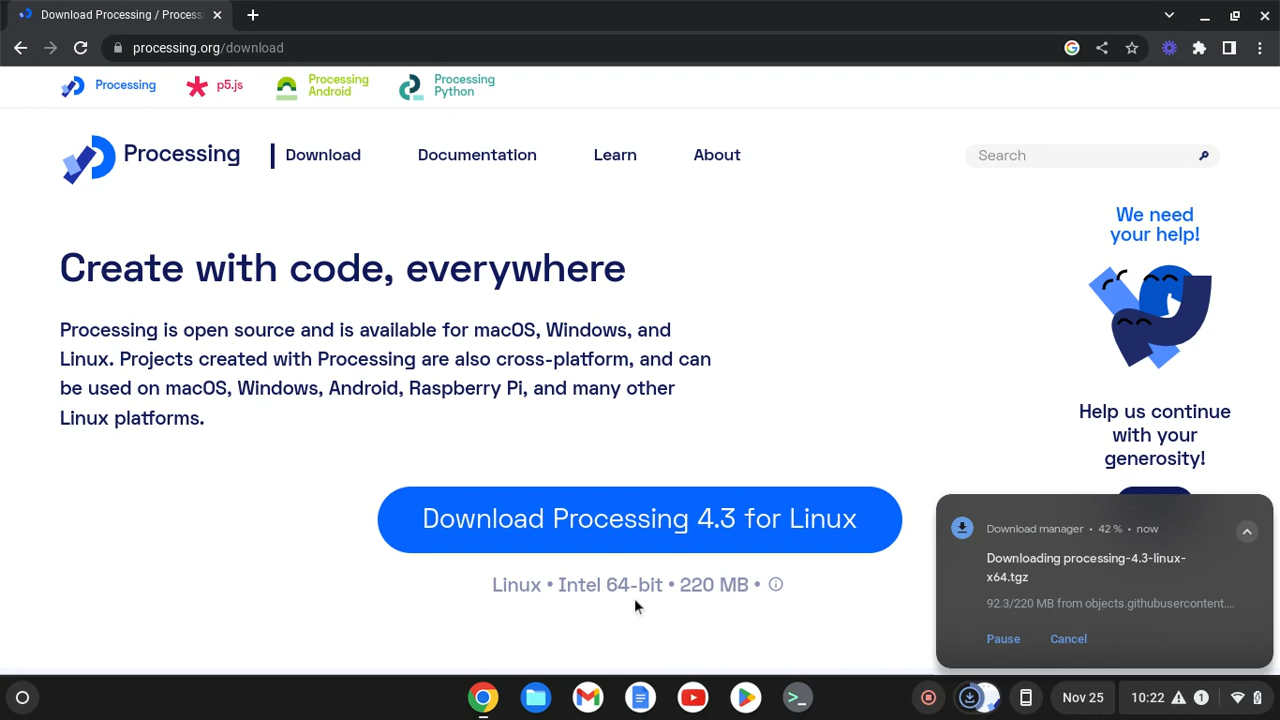 Download Processing / Process
processing.org/download
Processing
p5.js
Processing
Android
Processing
Python
Processing
Download
Documentation
Learn
About
Search
We need
your help!
Create with code, everywhere
Processing is open source and is available for macOS, Windows, and
Linux. Projects created with Processing are also cross-platform, and can
be used on macOS, Windows, Android, Raspberry Pi, and many other
Linux platforms.
Help us continue
with your
generosity!
Download Processing 4.3 for Linux
Linux • Intel 64-bit • 220 MB •
Download manager • 42 % • now
Downloading processing-4.3-linux-
x64.tgz
92.3/220 MB from objects.githubusercontent....
Pause
Cancel
Nov 25
10:22
1